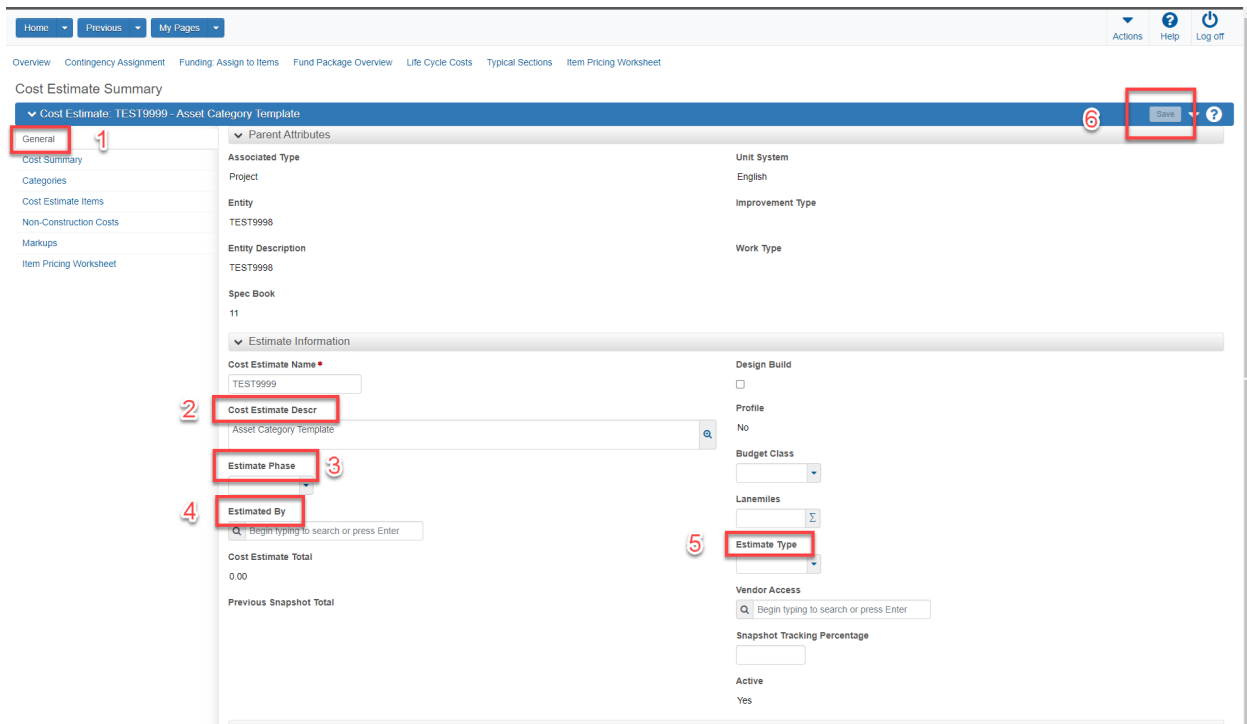 Home
Previous
My Pages
Actions
Help
Log off
Overview Contingency Assignment Funding: Assign to Items Fund Package Overview Life Cycle Costs Typical Sections Item Pricing Worksheet
Cost Estimate Summary
Cost Estimate: TEST9999 - Asset Category Template
6
Save
General
1
Cost Summary
Categories
Cost Estimate Items
Non-Construction Costs
Markups
Item Pricing Worksheet
Parent Attributes
Associated Type
Project
Unit System
English
Entity
TEST9998
Improvement Type
Entity Description
TEST9998
Work Type
Spec Book
11
Estimate Information
Cost Estimate Name*
TEST9999
2
Cost Estimate Descr
Asset Category Template
Estimate Phase
3
4
Estimated By
Begin typing to search or press Enter
Cost Estimate Total
0.00
Previous Snapshot Total
Design Build
Profile
No
Budget Class
Lanemiles
Σ
5
Estimate Type
Vendor Access
Begin typing to search or press Enter
Snapshot Tracking Percentage
Active
Yes